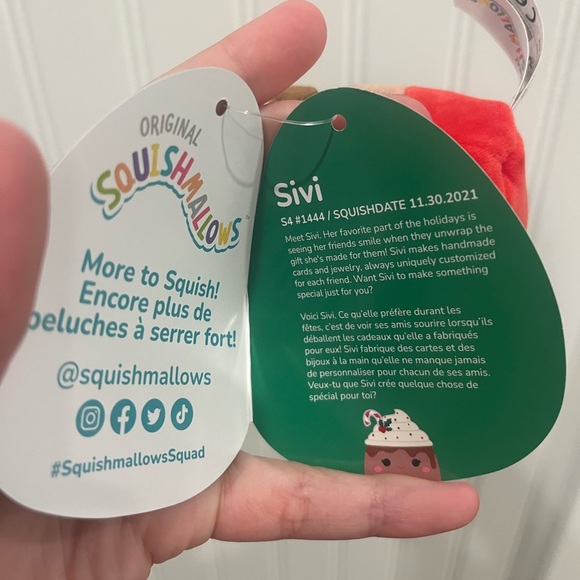 ORIGINAL
SQUISHMALLOWS
More to Squish!
Encore plus de
peluches à serrer fort!
@squishmallows
#SquishmallowsSquad
Sivi
S4 #1444 / SQUISHDATE 11.30.2021
Meet Sivi. Her favorite part of the holidays is
seeing her friends smile when they unwrap the
gift she's made for them! Sivi makes handmade
cards and jewelry, always uniquely customized
for each friend. Want Sivi to make something
special just for you?
Voici Sivi. Ce qu'elle préfère durant les
fêtes, c'est de voir ses amis sourire lorsqu'ils
déballent les cadeaux qu'elle a fabriqués
pour eux! Sivi fabrique des cartes et des
bijoux à la main qu'elle ne manque jamais
de personnaliser pour chacun de ses amis.
Veux-tu que Sivi crée quelque chose de
spécial pour toi?